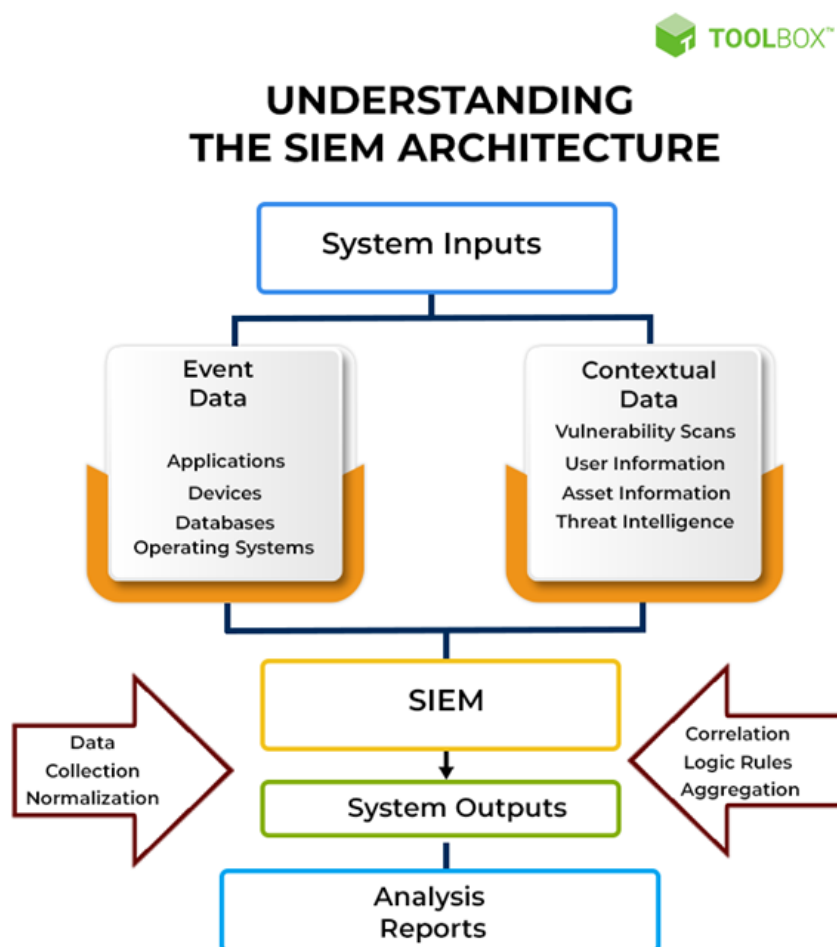 TOOLBOX™
UNDERSTANDING
THE SIEM ARCHITECTURE
System Inputs
Event
Data
Applications
Devices
Databases
Operating Systems
Contextual
Data
Vulnerability Scans
User Information
Asset Information
Threat Intelligence
SIEM
Data
Collection
Normalization
Correlation
Logic Rules
Aggregation
System Outputs
Analysis
Reports